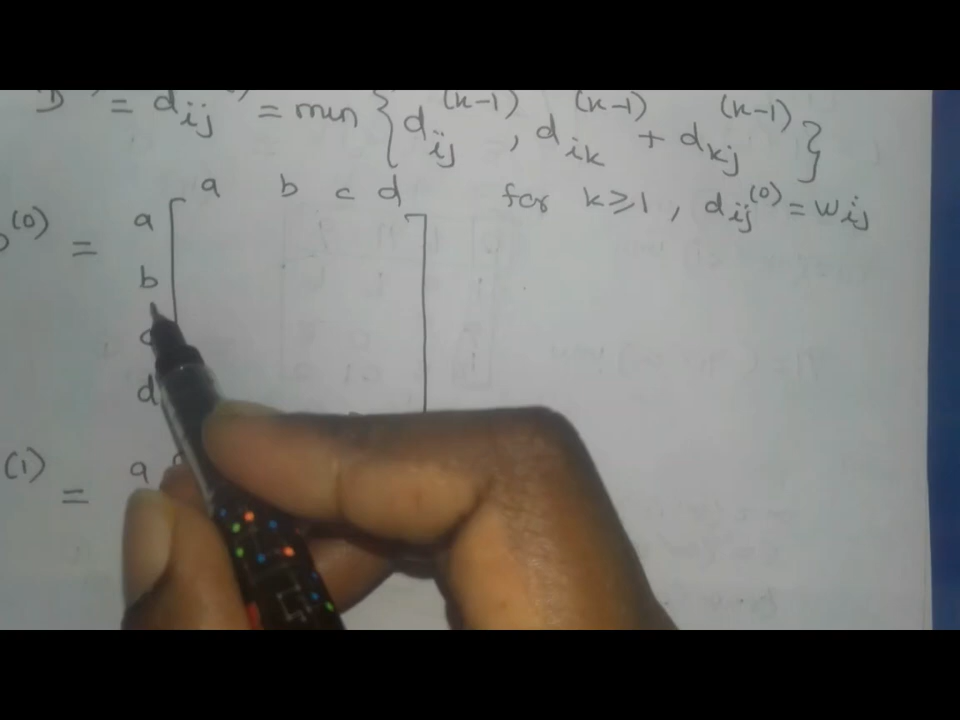 D = dij = min { dij^(k-1) , dik^(k-1) + dkj^(k-1) }
for k ≥ 1 , dij^(0) = wij
a b c d
(0) = a
b
c
d
(1) = a